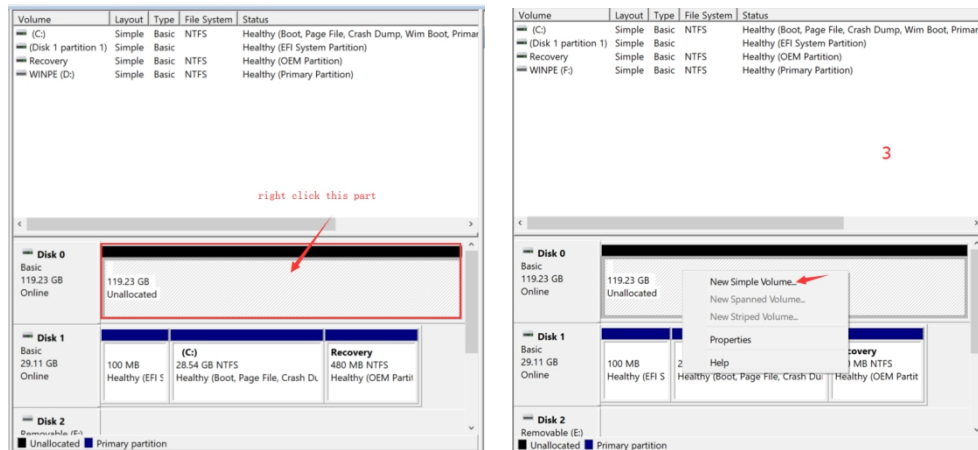 Volume Layout Type File System Status
(C:) Simple Basic NTFS Healthy (Boot, Page File, Crash Dump, Wim Boot, Primar
(Disk 1 partition 1) Simple Basic Healthy (EFI System Partition)
Recovery Simple Basic NTFS Healthy (OEM Partition)
WINPE (D:) Simple Basic NTFS Healthy (Primary Partition)
right click this part
Disk 0
Basic
119.23 GB
Online
119.23 GB
Unallocated
Disk 1
Basic
29.11 GB
Online
100 MB
Healthy (EFI S
(C:)
28.54 GB NTFS
Healthy (Boot, Page File, Crash Du
Recovery
480 MB NTFS
Healthy (OEM Partit
Disk 2
Removable (E:)
Unallocated Primary partition
Volume Layout Type File System Status
(C:) Simple Basic NTFS Healthy (Boot, Page File, Crash Dump, Wim Boot, Primar
(Disk 1 partition 1) Simple Basic Healthy (EFI System Partition)
Recovery Simple Basic NTFS Healthy (OEM Partition)
WINPE (F:) Simple Basic NTFS Healthy (Primary Partition)
3
Disk 0
Basic
119.23 GB
Online
119.23 GB
Unallocated
New Simple Volume...
New Spanned Volume...
New Striped Volume...
Properties
Help
Disk 1
Basic
29.11 GB
Online
100 MB
Healthy (EFI S
2
Healthy (Boot, Page File, Crash Du
covery
MB NTFS
Healthy (OEM Partit
Disk 2
Removable (E:)
Unallocated Primary partition